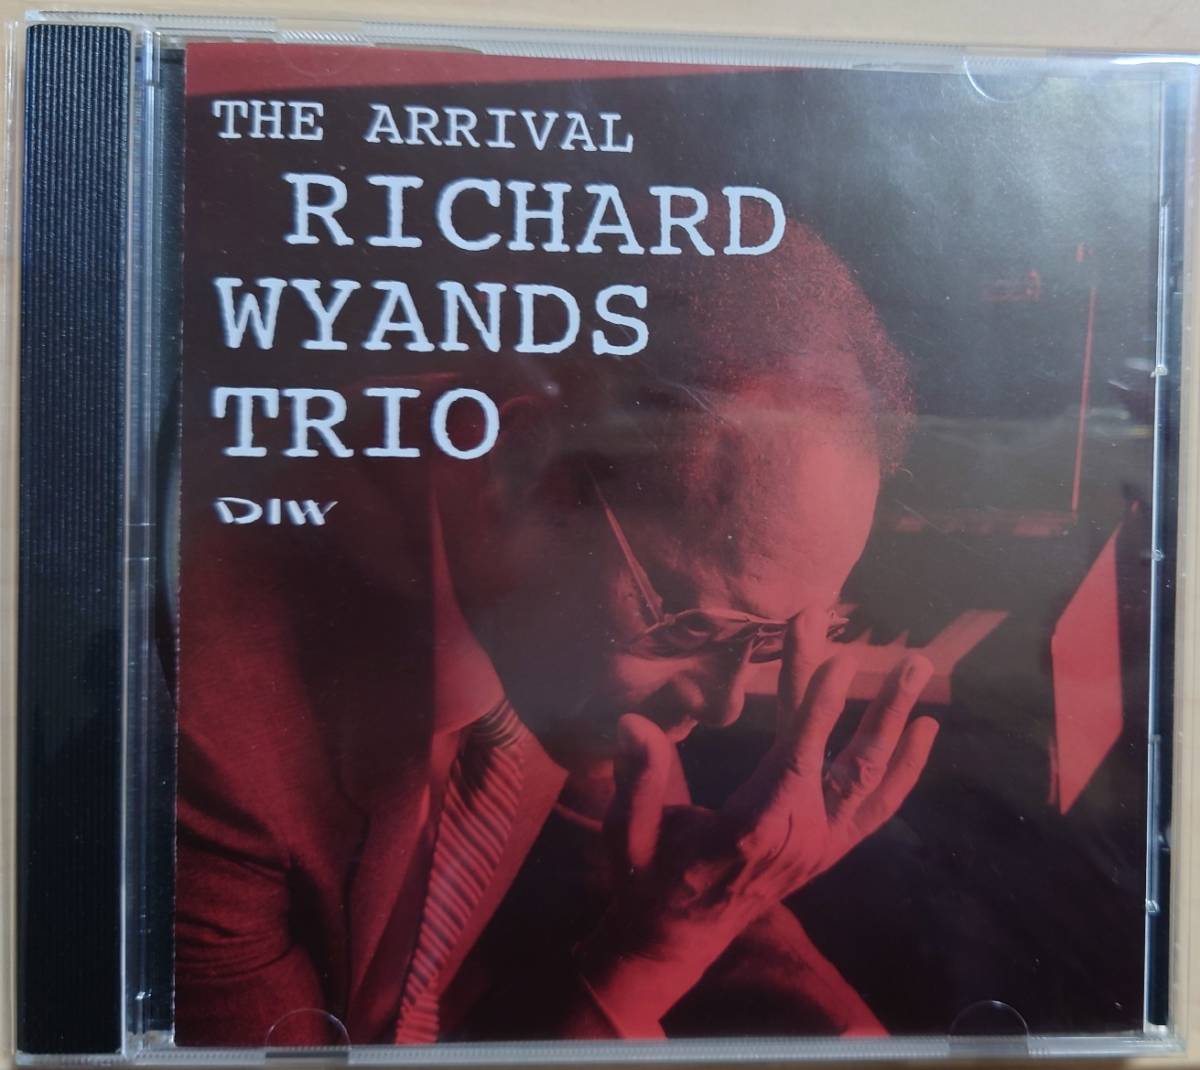 THE ARRIVAL
RICHARD
WYANDS
TRIO
DIW